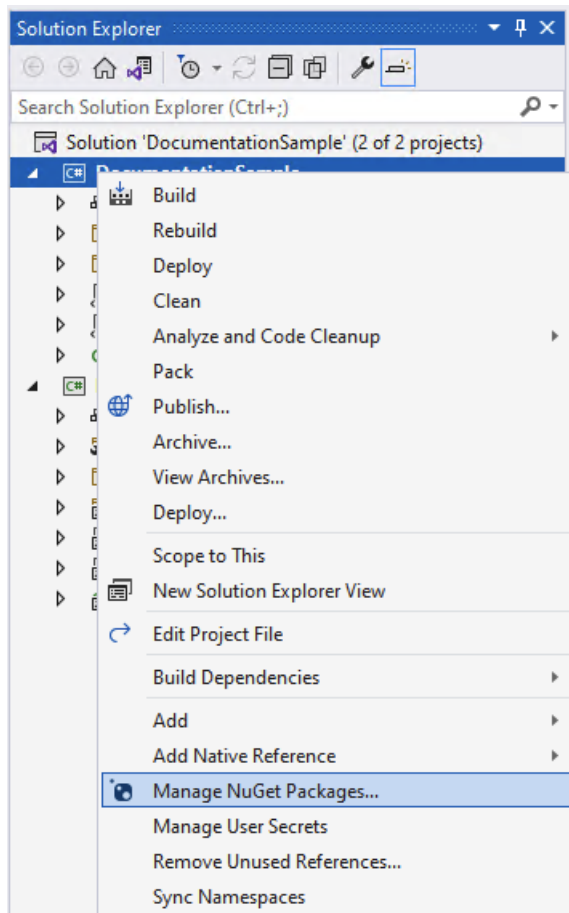 Solution Explorer
Search Solution Explorer (Ctrl+;)
Solution 'DocumentationSample' (2 of 2 projects)
C# DocumentationSample
Build
Rebuild
Deploy
Clean
Analyze and Code Cleanup
Pack
C#
Publish...
Archive...
View Archives...
Deploy...
Scope to This
New Solution Explorer View
Edit Project File
Build Dependencies
Add
Add Native Reference
Manage NuGet Packages...
Manage User Secrets
Remove Unused References...
Sync Namespaces